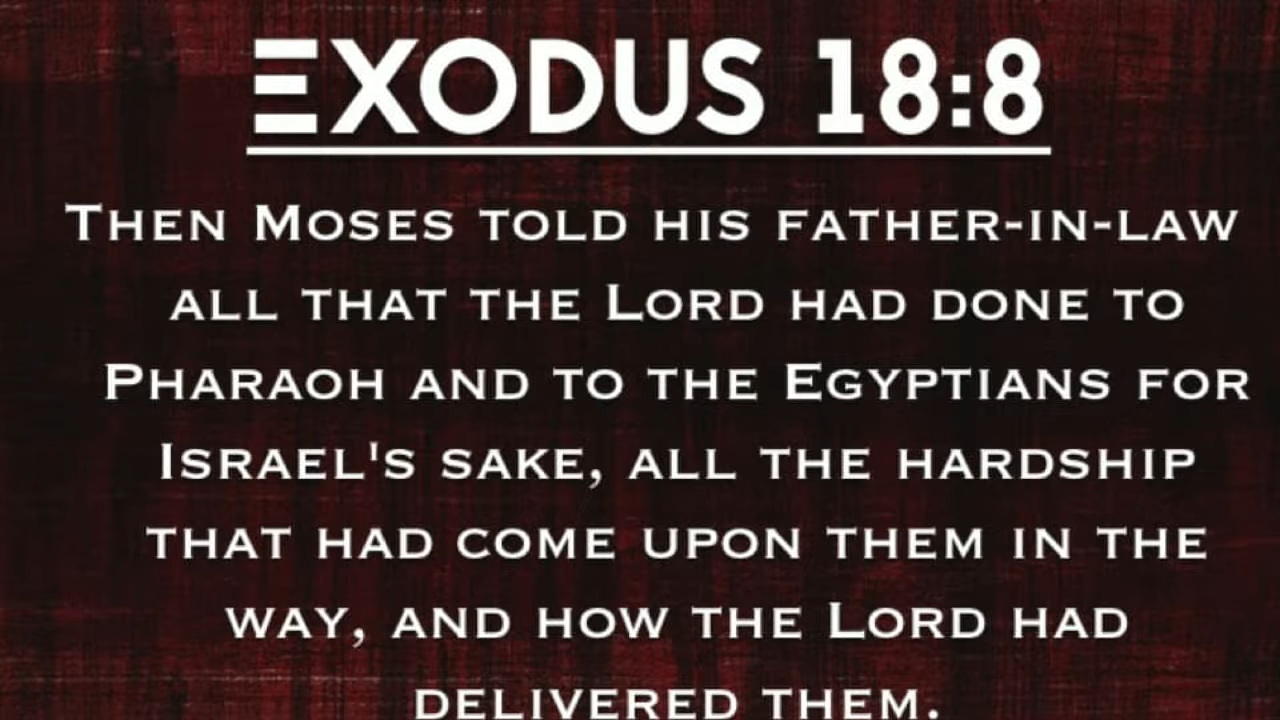 EXODUS 18:8
Then Moses told his father-in-law
all that the Lord had done to
Pharaoh and to the Egyptians for
Israel's sake, all the hardship
that had come upon them in the
way, and how the Lord had
delivered them.